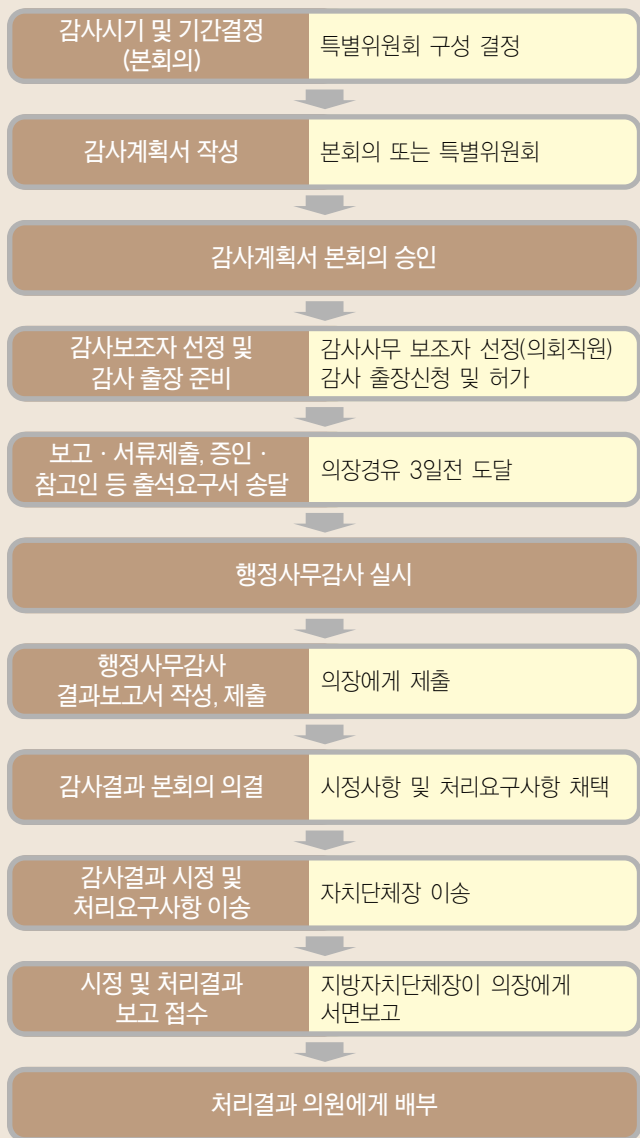 감사시기 및 기간결정
(본회의)
특별위원회 구성 결정
감사계획서 작성
본회의 또는 특별위원회
감사계획서 본회의 승인
감사보조자 선정 및
감사 출장 준비
감사사무 보조자 선정(의회직원)
감사 출장신청 및 허가
보고 · 서류제출, 증인 ·
참고인 등 출석요구서 송달
의장경유 3일전 도달
행정사무감사 실시
행정사무감사
결과보고서 작성, 제출
의장에게 제출
감사결과 본회의 의결
시정사항 및 처리요구사항 채택
감사결과 시정 및
처리요구사항 이송
자치단체장 이송
시정 및 처리결과
보고 접수
지방자치단체장이 의장에게
서면보고
처리결과 의원에게 배부